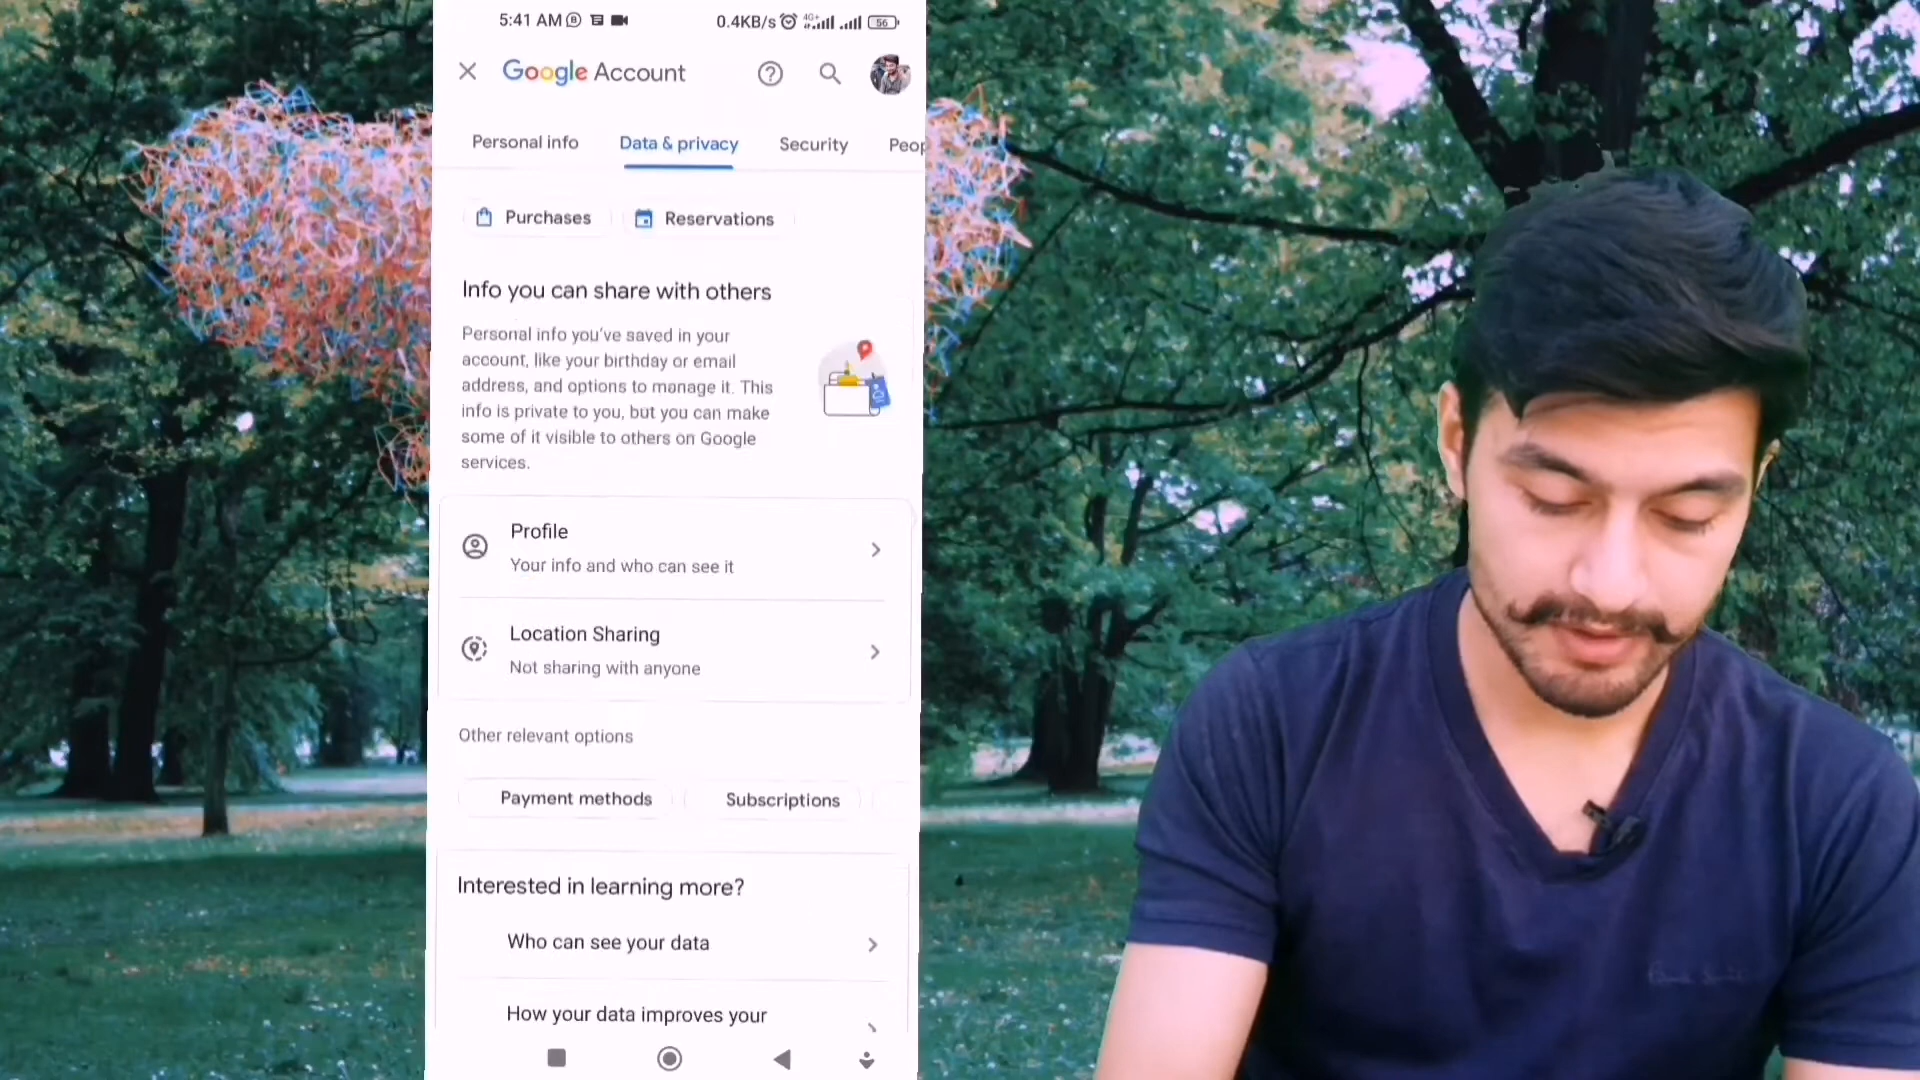 5:41 AM 0.4KB/s 4G+ 56
Google Account
Personal info Data & privacy Security Peop
Purchases Reservations
Info you can share with others
Personal info you've saved in your
account, like your birthday or email
address, and options to manage it. This
info is private to you, but you can make
some of it visible to others on Google
services.
Profile
Your info and who can see it
Location Sharing
Not sharing with anyone
Other relevant options
Payment methods Subscriptions
Interested in learning more?
Who can see your data
How your data improves your